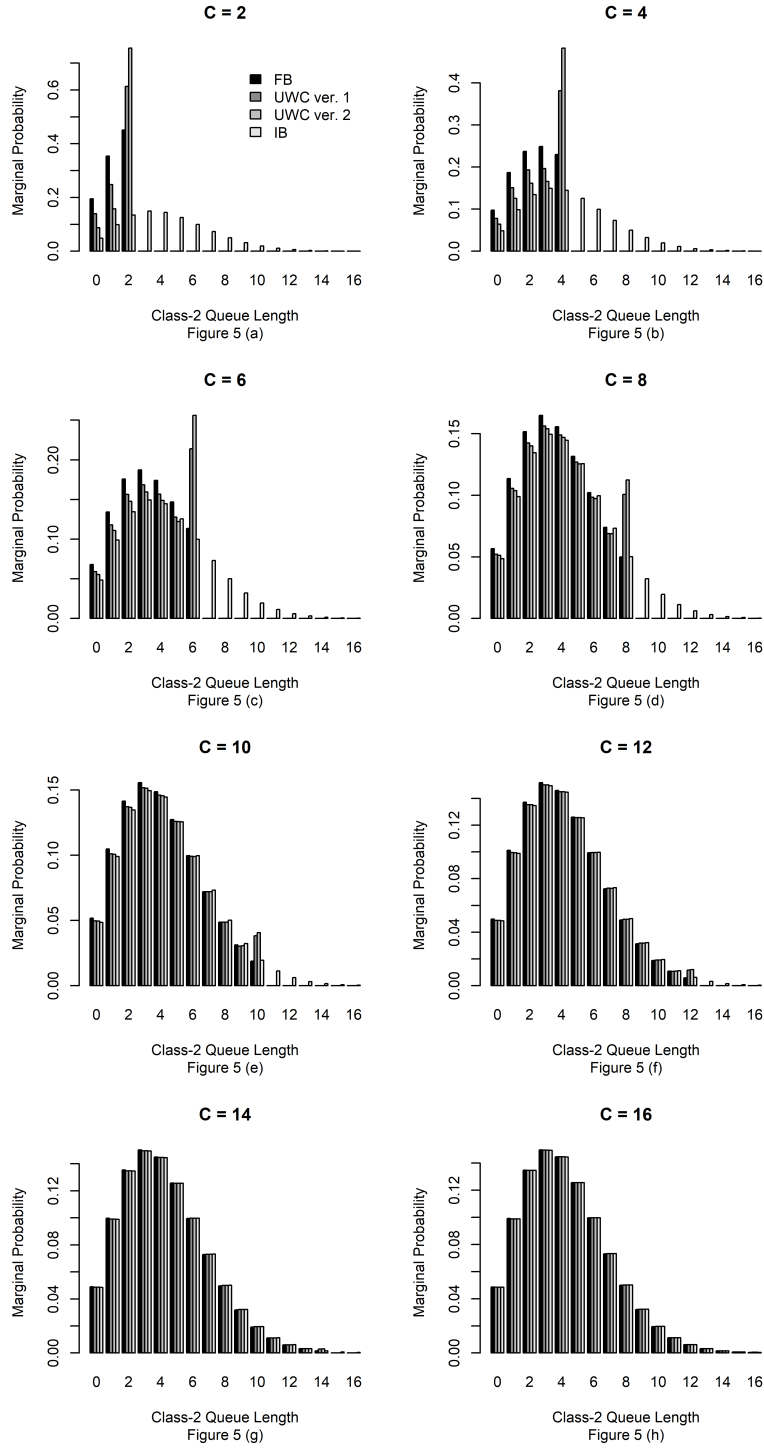 C = 2
Marginal Probability
0.0 0.2 0.4 0.6
FB
UWC ver. 1
UWC ver. 2
IB
0 2 4 6 8 10 12 14 16
Class-2 Queue Length
Figure 5 (a)
C = 4
Marginal Probability
0.0 0.1 0.2 0.3 0.4
0 2 4 6 8 10 12 14 16
Class-2 Queue Length
Figure 5 (b)
C = 6
Marginal Probability
0.00 0.10 0.20
0 2 4 6 8 10 12 14 16
Class-2 Queue Length
Figure 5 (c)
C = 8
Marginal Probability
0.00 0.05 0.10 0.15
0 2 4 6 8 10 12 14 16
Class-2 Queue Length
Figure 5 (d)
C = 10
Marginal Probability
0.00 0.05 0.10 0.15
0 2 4 6 8 10 12 14 16
Class-2 Queue Length
Figure 5 (e)
C = 12
Marginal Probability
0.00 0.04 0.08 0.12
0 2 4 6 8 10 12 14 16
Class-2 Queue Length
Figure 5 (f)
C = 14
Marginal Probability
0.00 0.04 0.08 0.12
0 2 4 6 8 10 12 14 16
Class-2 Queue Length
Figure 5 (g)
C = 16
Marginal Probability
0.00 0.04 0.08 0.12
0 2 4 6 8 10 12 14 16
Class-2 Queue Length
Figure 5 (h)